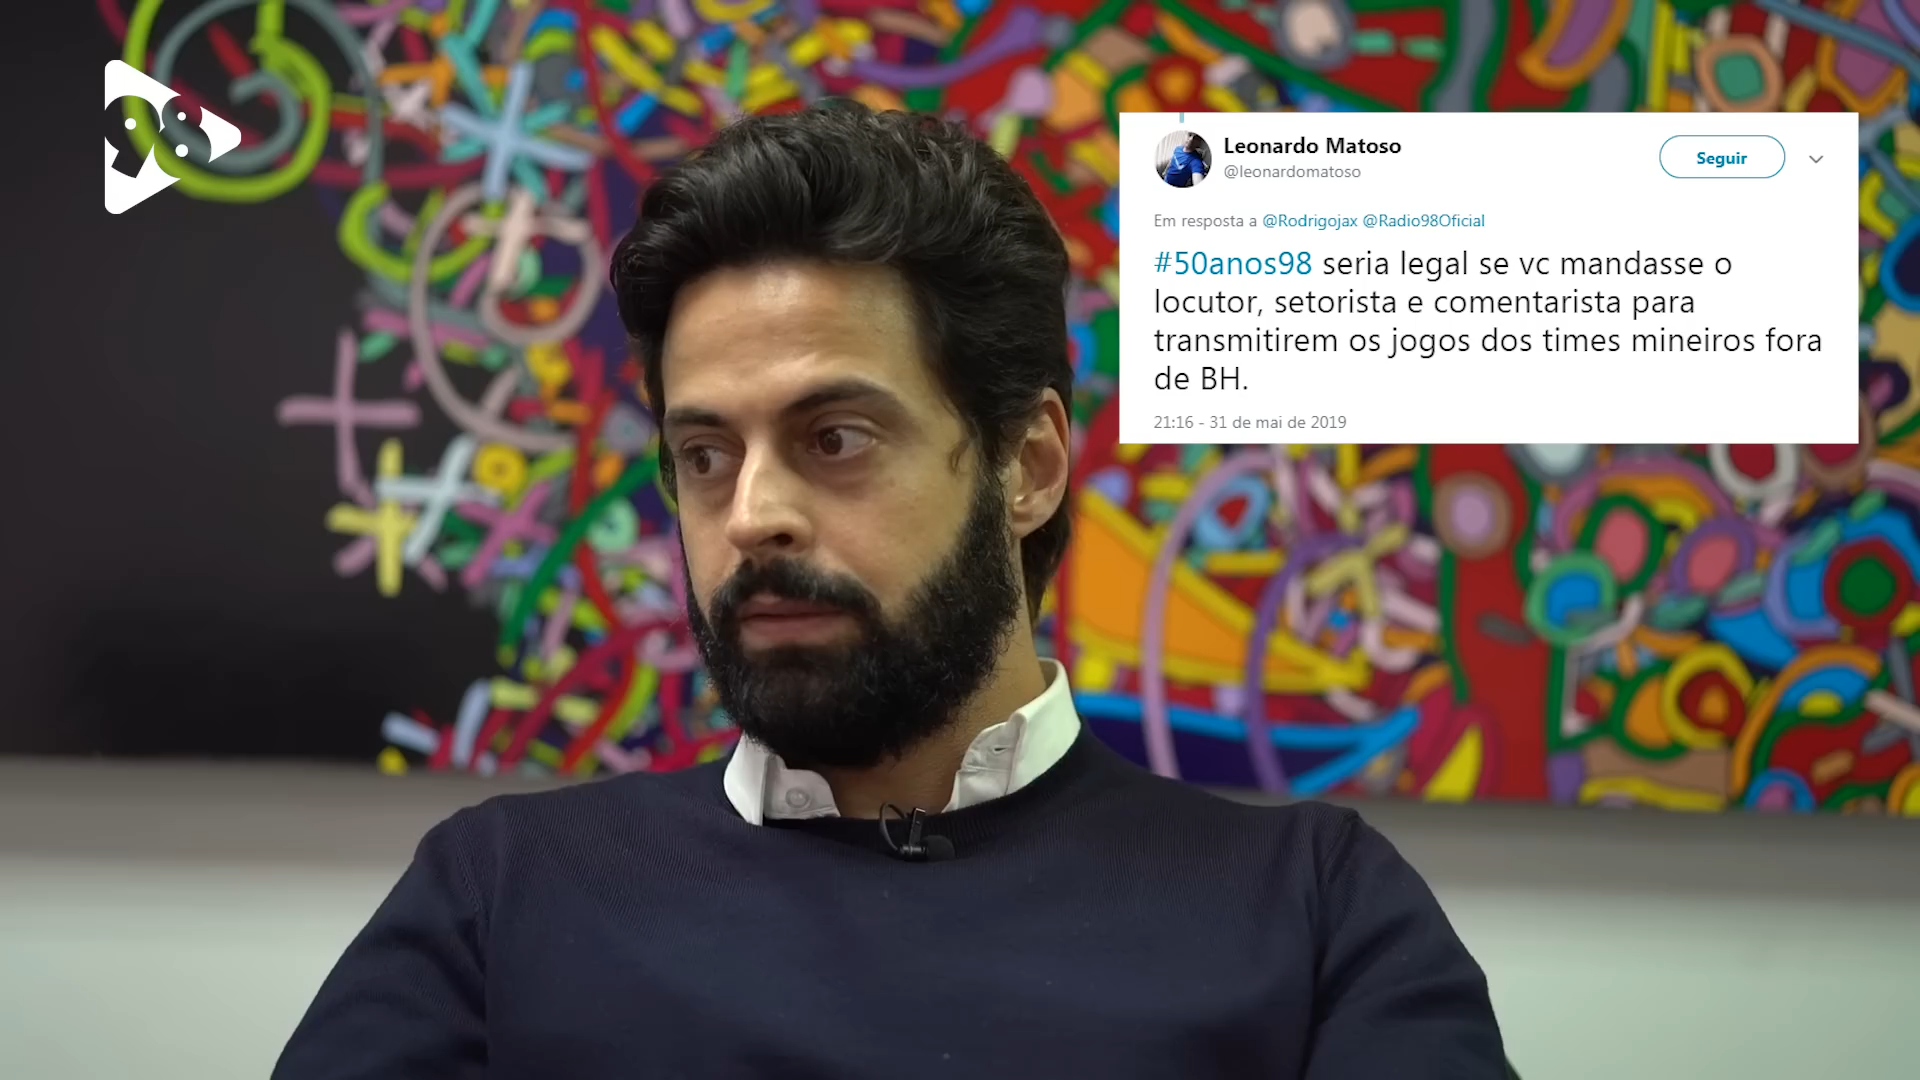 98
Leonardo Matoso
@leonardomatoso
Seguir
Em resposta a @Rodrigojax @Radio98Oficial
#50anos98 seria legal se vc mandasse o
locutor, setorista e comentarista para
transmitirem os jogos dos times mineiros fora
de BH.
21:16 - 31 de mai de 2019